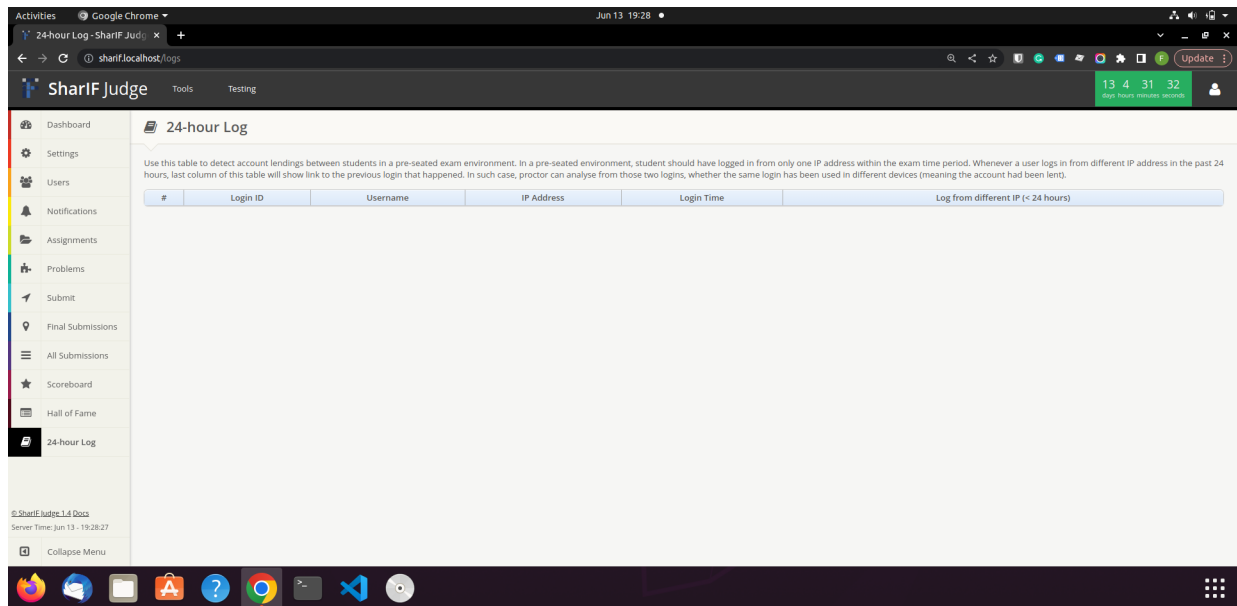 Activities
Google Chrome
Jun 13 19:28
24-hour Log - SharIF Judg
sharif.localhost/logs
Update
SharIF Judge
Tools
Testing
13 4 31 32
days hours minutes seconds
Dashboard
Settings
Users
Notifications
Assignments
Problems
Submit
Final Submissions
All Submissions
Scoreboard
Hall of Fame
24-hour Log
© SharIF Judge 1.4 Docs
Server Time: Jun 13 - 19:28:27
Collapse Menu
24-hour Log
Use this table to detect account lendings between students in a pre-seated exam environment. In a pre-seated environment, student should have logged in from only one IP address within the exam time period. Whenever a user logs in from different IP address in the past 24
hours, last column of this table will show link to the previous login that happened. In such case, proctor can analyse from those two logins, whether the same login has been used in different devices (meaning the account had been lent).
# Login ID Username IP Address Login Time Log from different IP (< 24 hours)